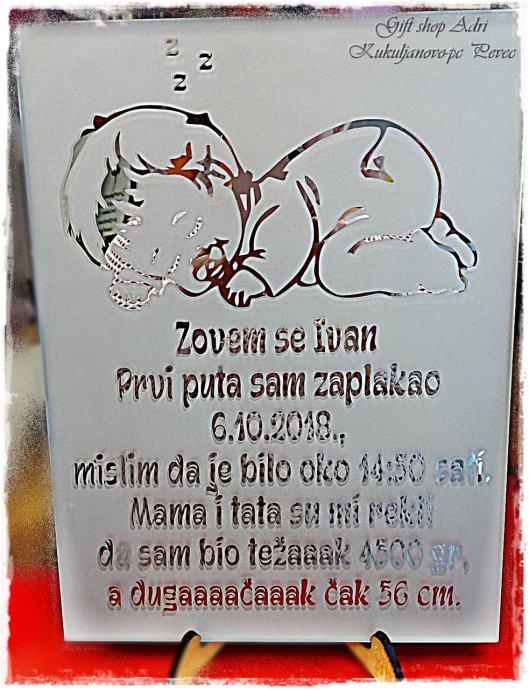 Gift shop Adri
Kukuljanovo-pc Pevec
z
z
z
Zovem se Ivan
Prvi puta sam zaplakao
6.10.2018.,
mislim da je bilo oko 14:50 sati.
Mama i tata su mi rekli
da sam bio težaaak 4500 gr,
a dugaaaačaaak čak 56 cm.